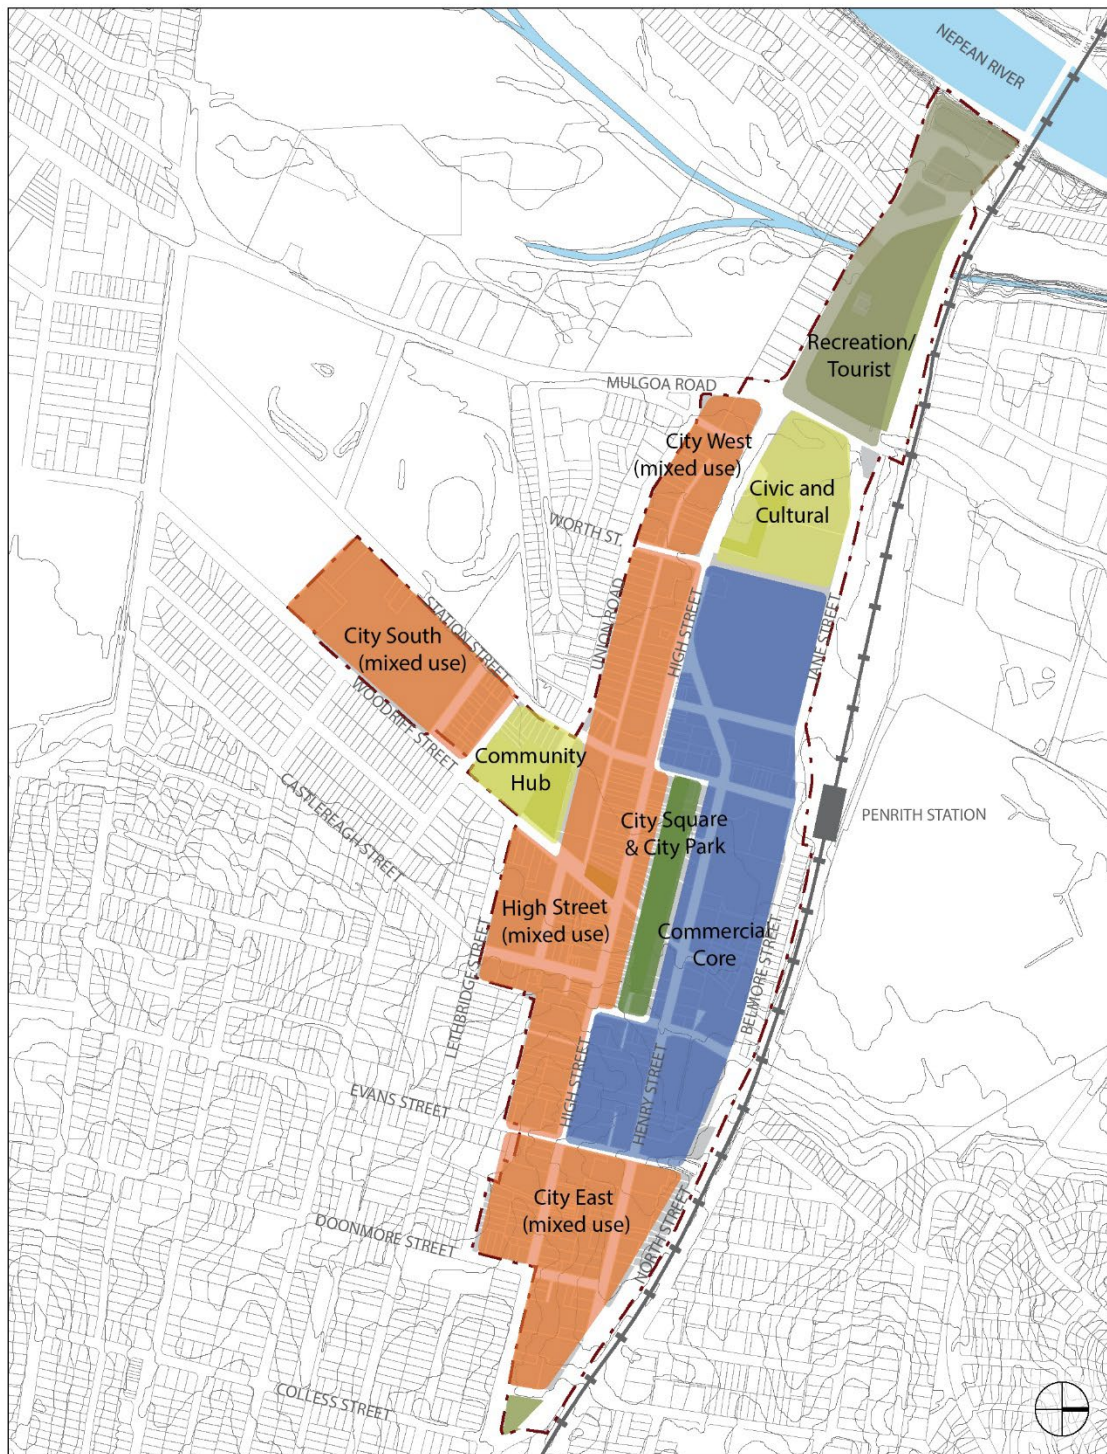 NEPEAN RIVER
Recreation/
Tourist
MULGOA ROAD
City West
(mixed use)
Civic and
Cultural
WORTH ST.
STATION STREET
UNION ROAD
HIGH STREET
JANE STREET
City South
(mixed use)
WOODRIFF STREET
Community
Hub
CASTLEREAGH STREET
City Square
& City Park
PENRITH STATION
High Street
(mixed use)
Commercial
Core
LETHBRIDGE STREET
BELMORE STREET
EVANS STREET
HIGH STREET
HENRY STREET
City East
(mixed use)
DOONMORE STREET
NORTH STREET
COLLESS STREET